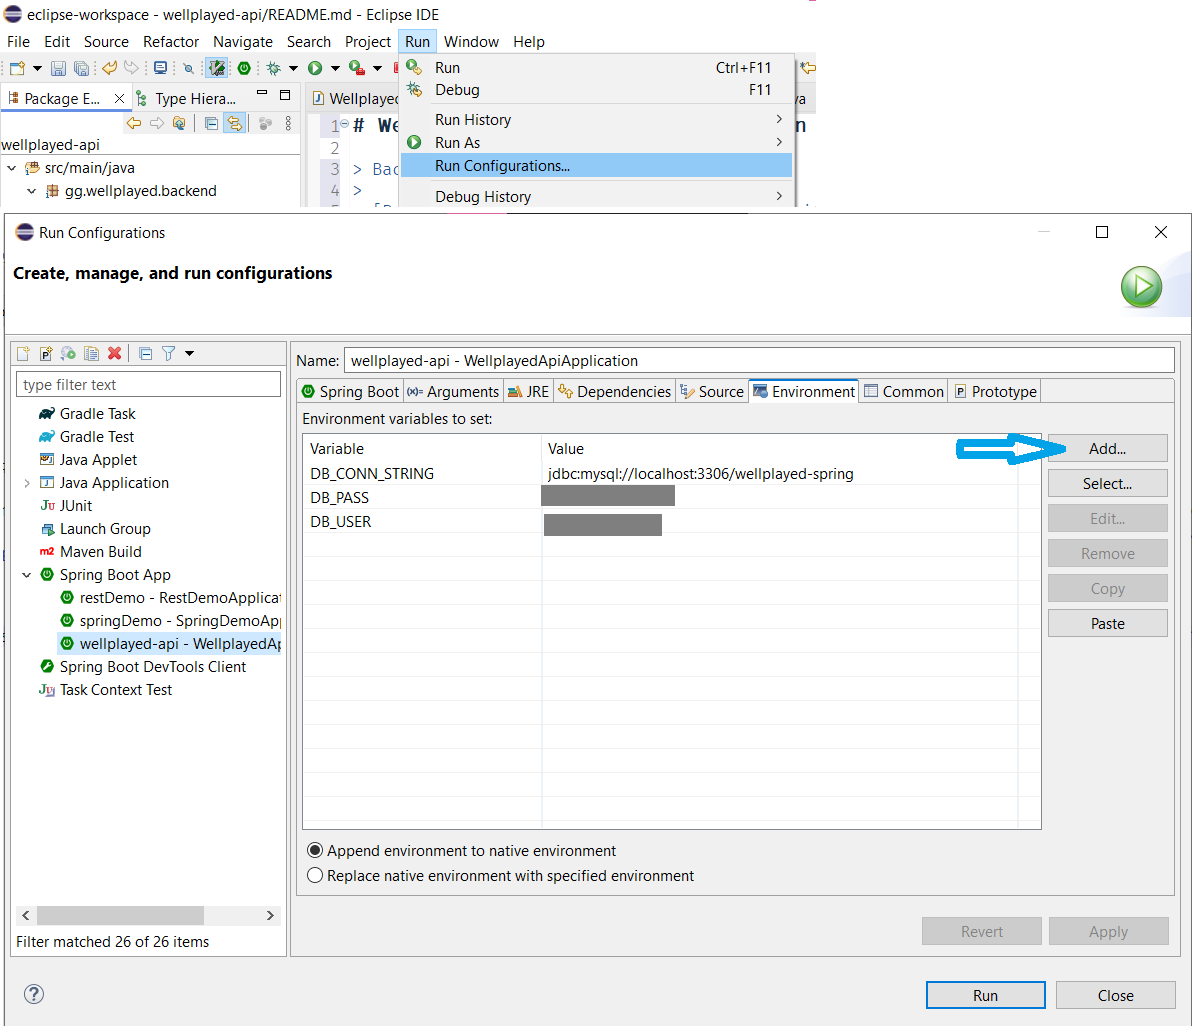 eclipse-workspace - wellplayed-api/README.md - Eclipse IDE
File Edit Source Refactor Navigate Search Project Run Window Help
Package E... Type Hiera...
Wellplayed
wellplayed-api
src/main/java
gg.wellplayed.backend
1 # We
2
3 > Bac
4 >
Run Ctrl+F11
Debug F11
Run History
Run As
Run Configurations...
Debug History
Run Configurations
Create, manage, and run configurations
type filter text
Gradle Task
Gradle Test
Java Applet
Java Application
JUnit
Launch Group
Maven Build
Spring Boot App
restDemo - RestDemoApplicat
springDemo - SpringDemoApp
wellplayed-api - WellplayedAp
Spring Boot DevTools Client
Task Context Test
Filter matched 26 of 26 items
Name: wellplayed-api - WellplayedApiApplication
Spring Boot Arguments JRE Dependencies Source Environment Common Prototype
Environment variables to set:
Variable Value
DB_CONN_STRING jdbc:mysql://localhost:3306/wellplayed-spring
DB_PASS
DB_USER
Add...
Select...
Edit...
Remove
Copy
Paste
Append environment to native environment
Replace native environment with specified environment
Revert Apply
Run Close